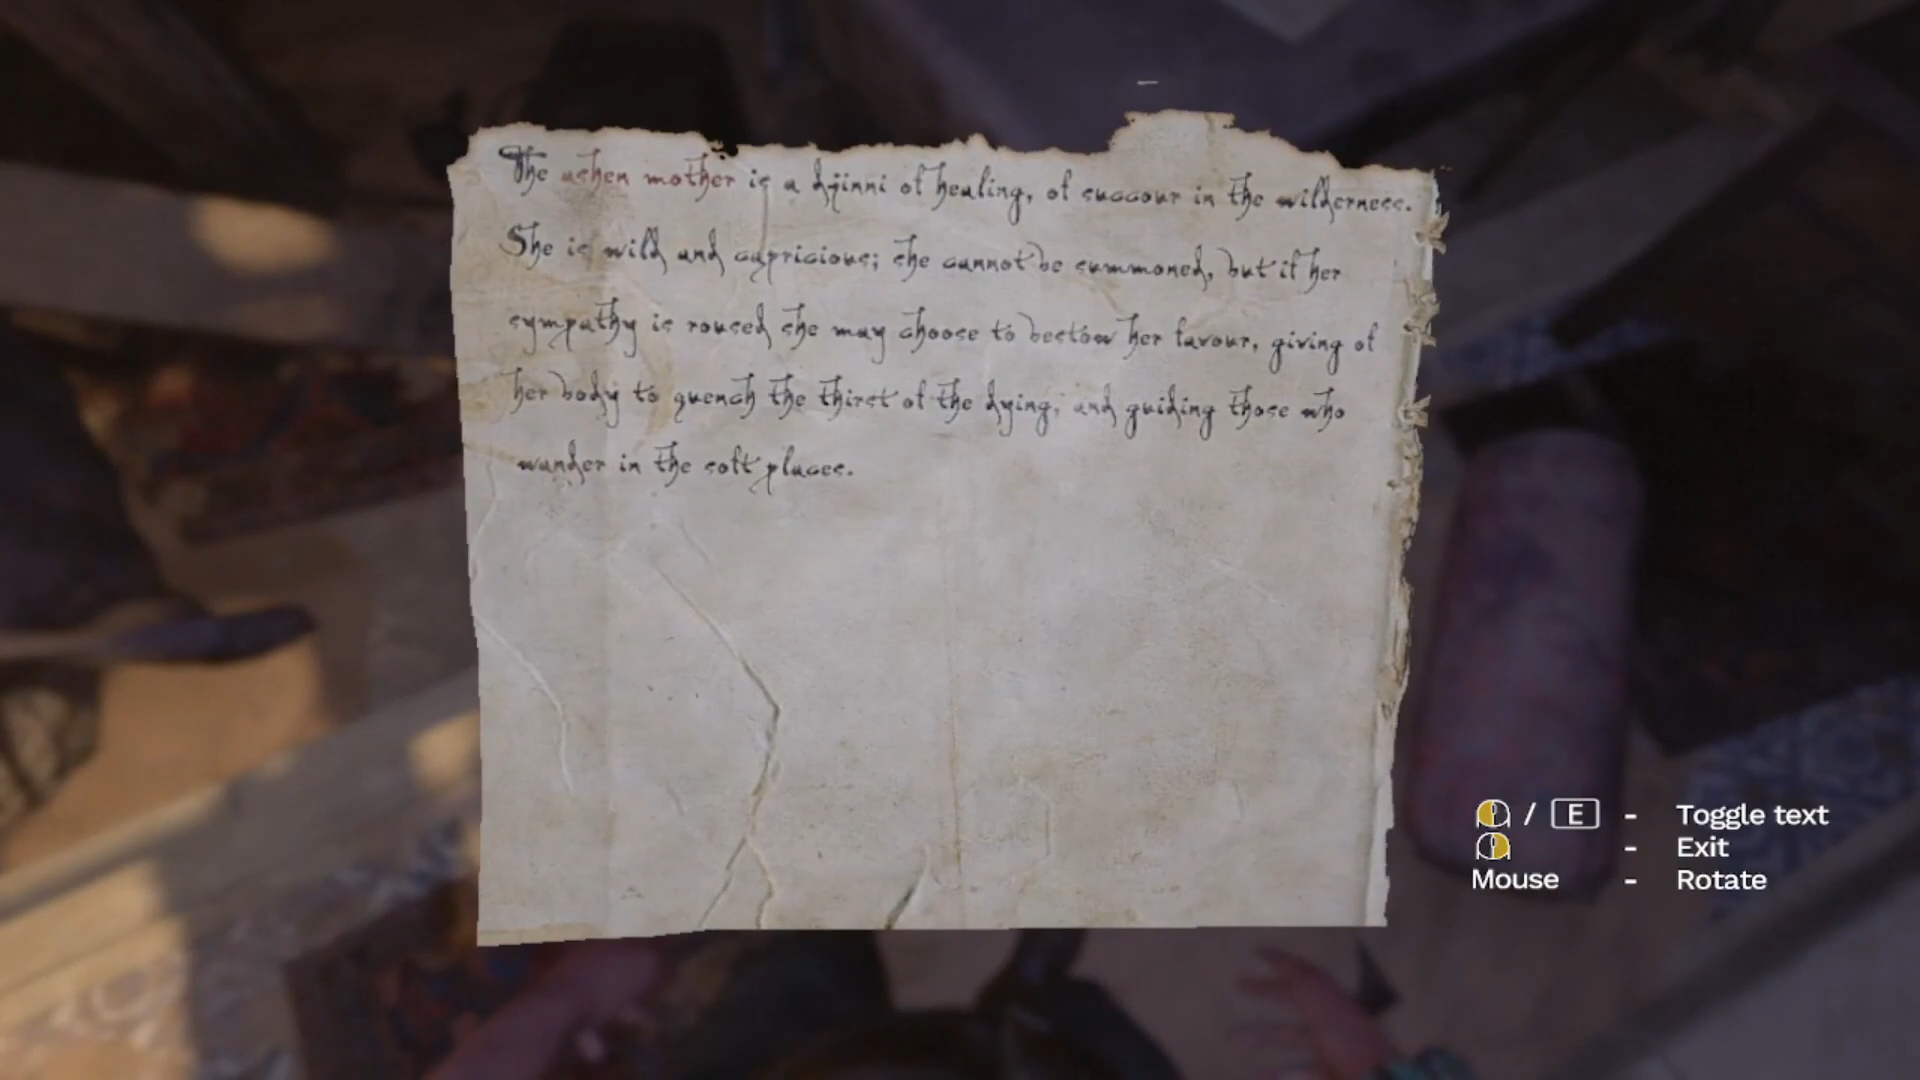 The ashen mother is a djinni of healing, of succour in the wilderness.
She is wild and capricious; she cannot be summoned, but if her
sympathy is roused she may choose to bestow her favour, giving of
her body to quench the thirst of the dying, and guiding those who
wander in the soft places.
/ E - Toggle text
- Exit
Mouse - Rotate